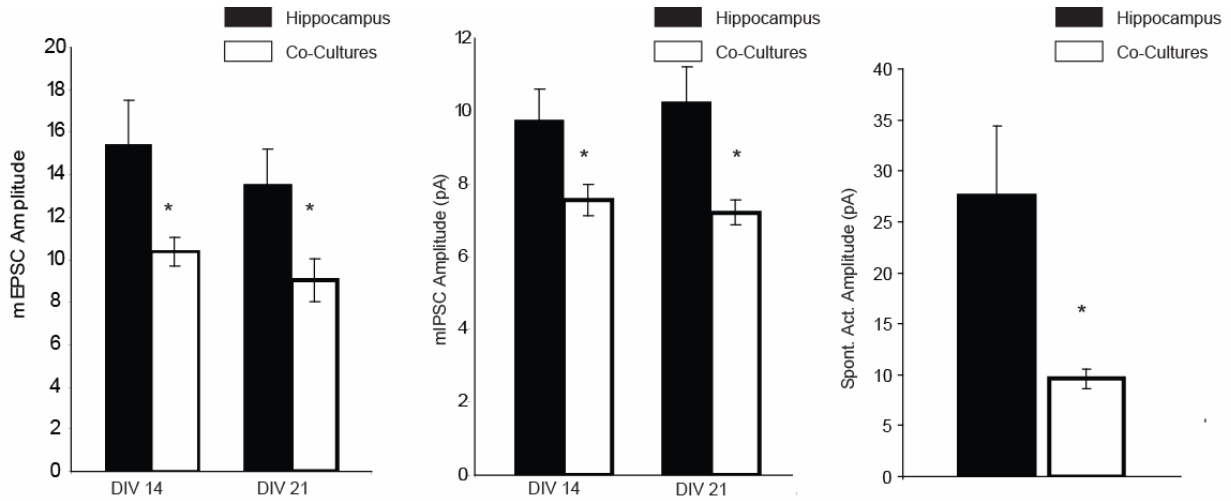 Hippocampus
Co-Cultures
mEPSC Amplitude
20
18
16
14
12
10
8
6
4
2
0
*
*
DIV 14
DIV 21
Hippocampus
Co-Cultures
mIPSC Amplitude (pA)
12
10
8
6
4
2
0
*
*
DIV 14
DIV 21
Hippocampus
Co-Cultures
Spont. Act. Amplitude (pA)
40
35
30
25
20
15
10
5
0
*